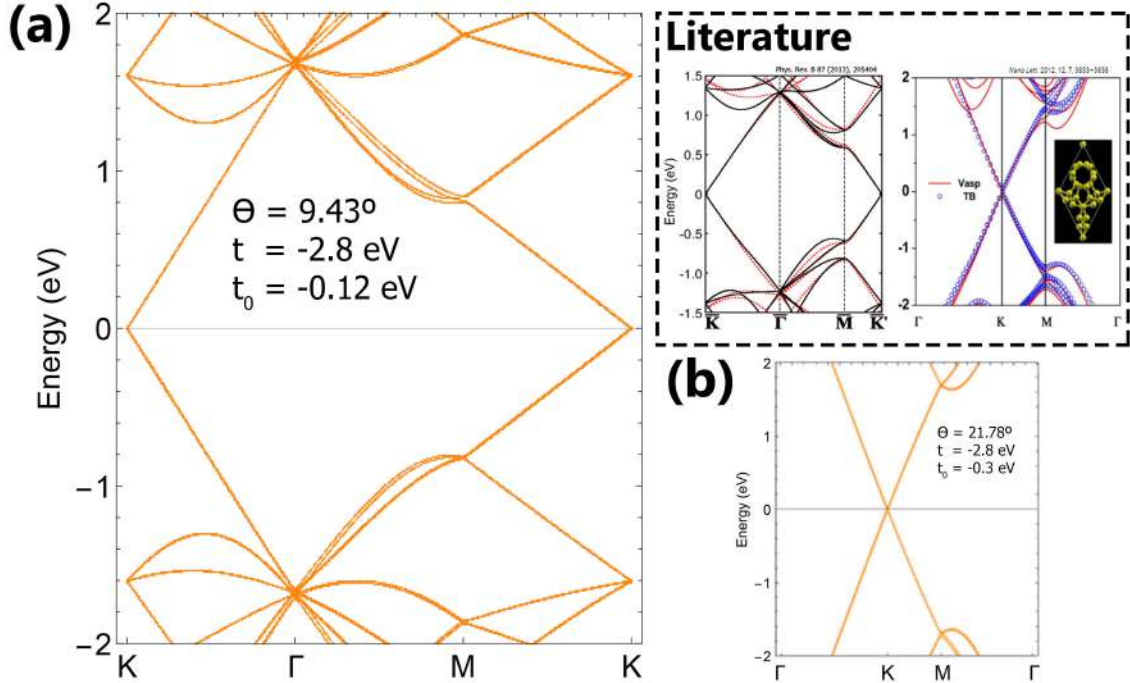 (a)
2
1
0
−1
−2
Energy (eV)
K
Γ
M
K
Θ = 9.43º
t = -2.8 eV
t0 = -0.12 eV
Literature
Phys. Rev. B 87 (2013), 205404
1.5
1.0
0.5
0
-0.5
-1.0
-1.5
Energy (eV)
K̅
Γ̅
M̅
K̅'
Nano Lett. 2012, 12, 7, 3833−3838
2
1
0
-1
-2
Vasp
TB
Γ
K
M
Γ
(b)
2
1
0
−1
−2
Energy (eV)
Θ = 21.78º
t = -2.8 eV
t0 = -0.3 eV
Γ
K
M
Γ